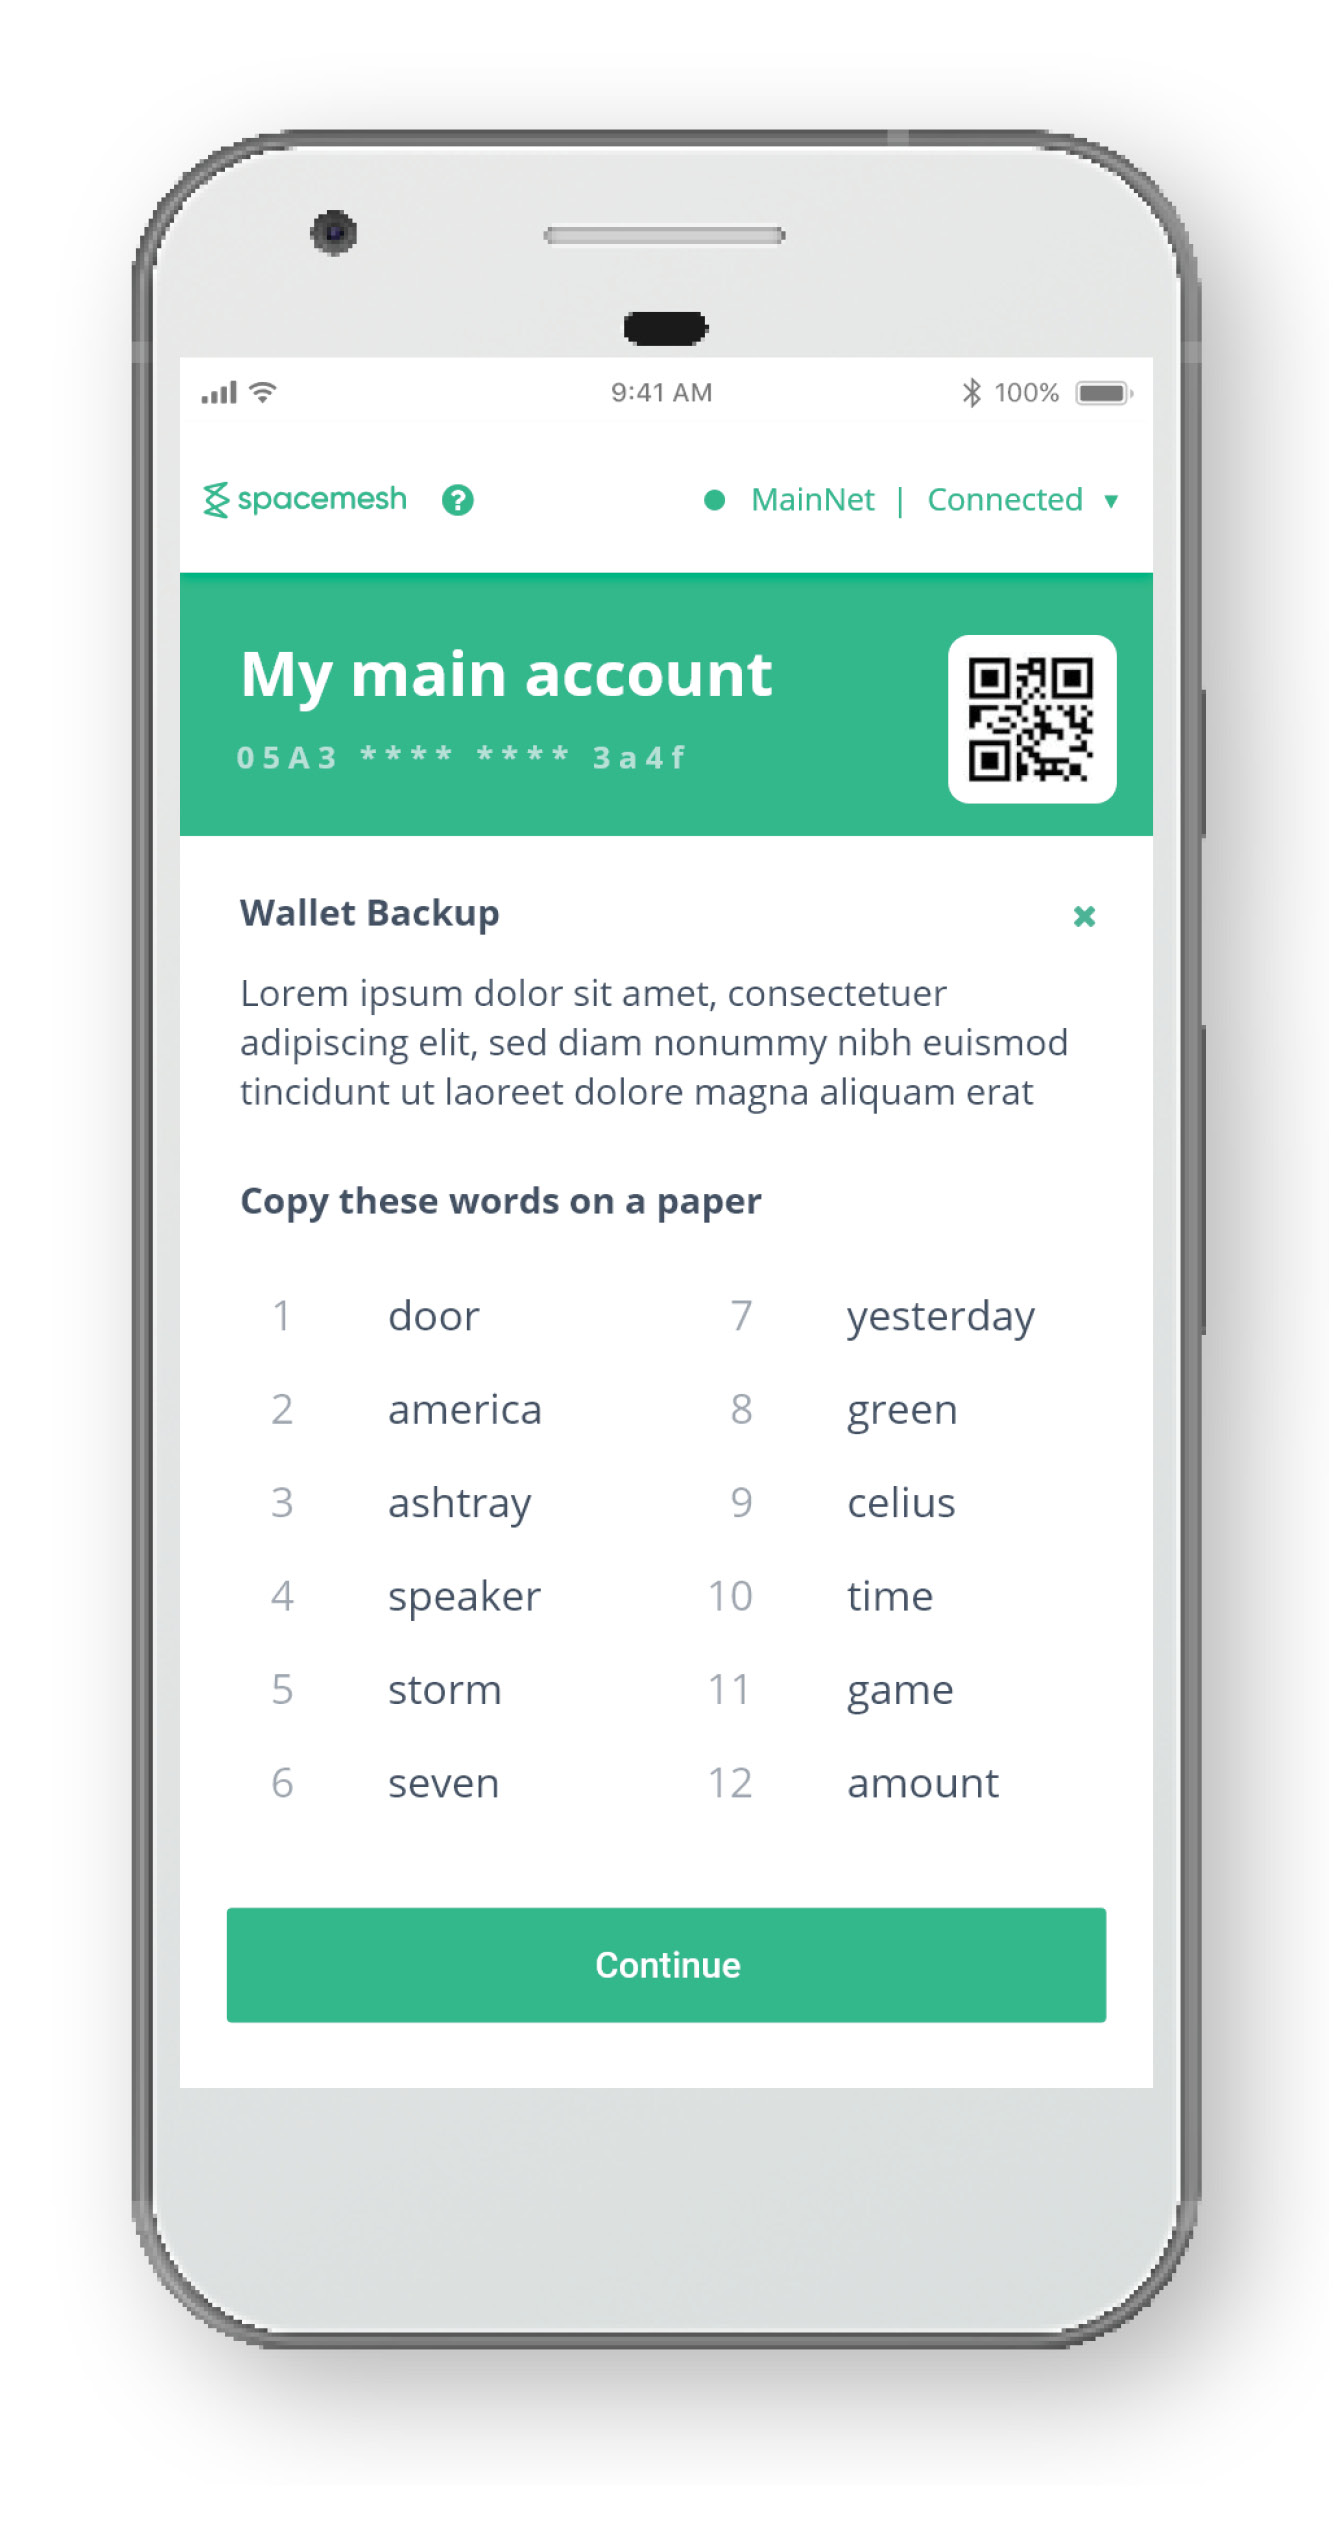 9:41 AM 100%
spacemesh ? MainNet | Connected
My main account
05A3 **** **** 3a4f
Wallet Backup
Lorem ipsum dolor sit amet, consectetuer
adipiscing elit, sed diam nonummy nibh euismod
tincidunt ut laoreet dolore magna aliquam erat
Copy these words on a paper
1 door
2 america
3 ashtray
4 speaker
5 storm
6 seven
7 yesterday
8 green
9 celius
10 time
11 game
12 amount
Continue